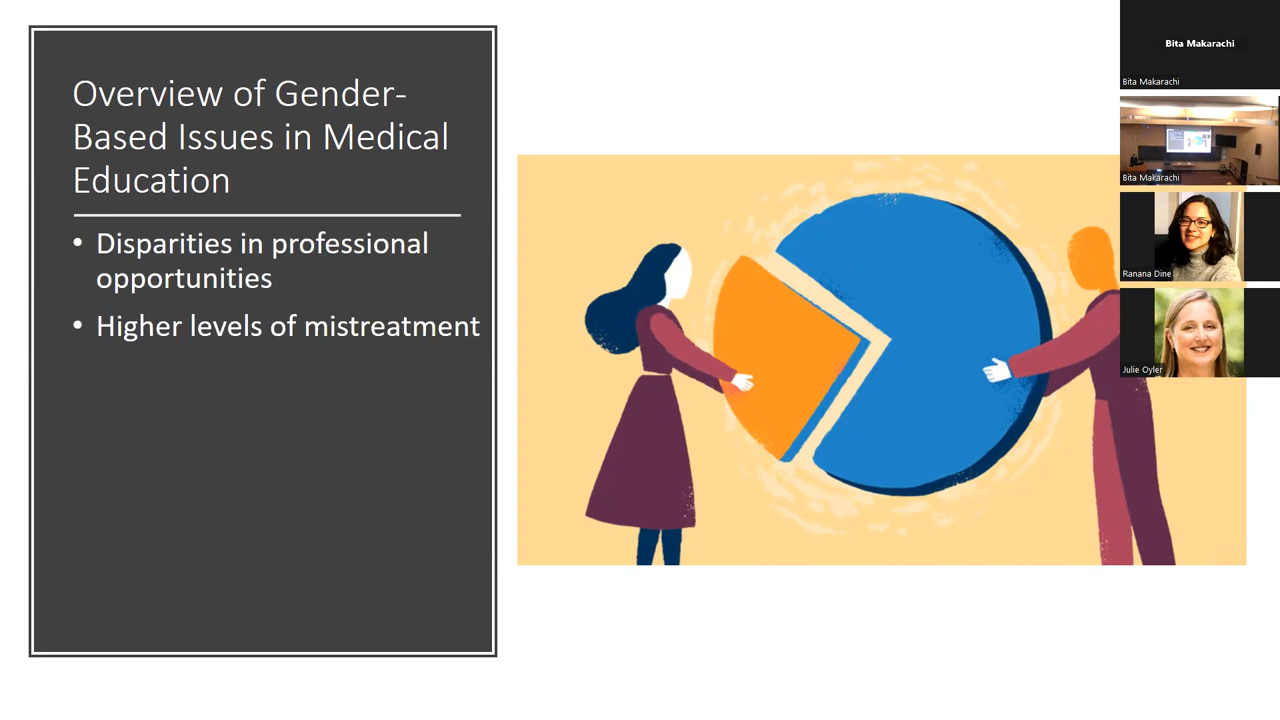 Overview of Gender-
Based Issues in Medical
Education
• Disparities in professional
opportunities
• Higher levels of mistreatment
Bita Makarachi
Bita Makarachi
Bita Makarachi
Ranana Dine
Julie Oyler